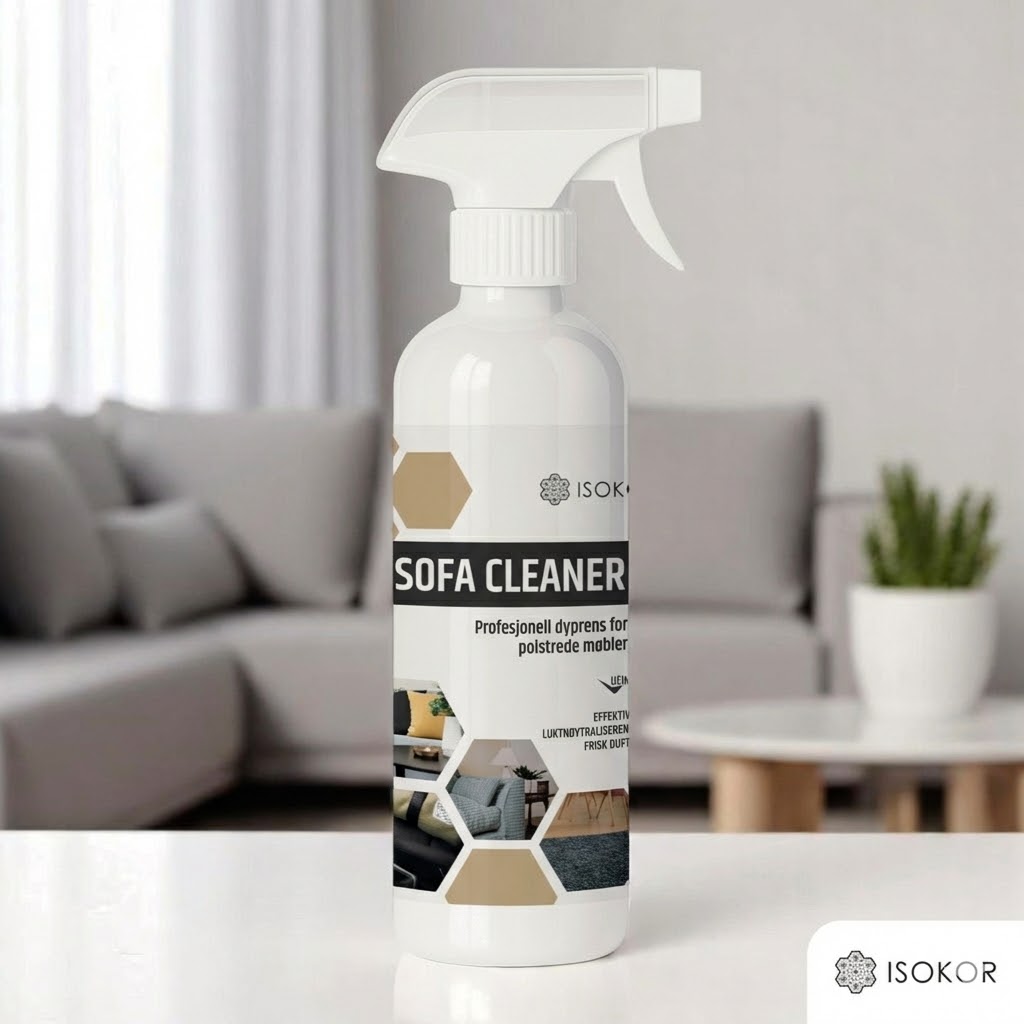 ISOK
SOFA CLEANER
Profesjonell dyprens for
polstrede møbler
EFFEKTIV
LUKTNØYTRALISEREN
FRISK DUFT
ISOKOR